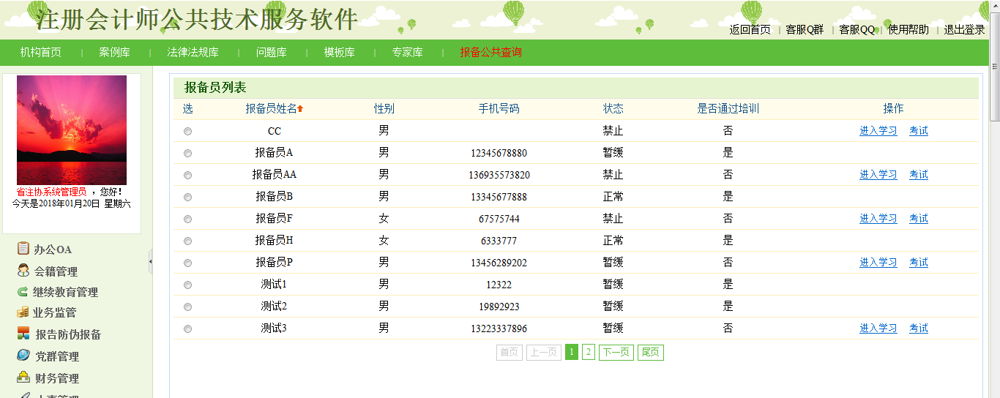 注册会计师公共技术服务软件
返回首页 | 客服Q群 | 客服QQ | 使用帮助 | 退出登录
机构首页 | 案例库 | 法律法规库 | 问题库 | 模板库 | 专家库 | 报备公共查询
省注协系统管理员 ，您好！
今天是2018年01月20日 星期六
办公OA
会籍管理
继续教育管理
业务监管
报告防伪报备
党群管理
财务管理
报备员列表
选 报备员姓名 性别 手机号码 状态 是否通过培训 操作
CC 男 禁止 否 进入学习 考试
报备员A 男 12345678880 暂缓 是
报备员AA 男 136935573820 禁止 否 进入学习 考试
报备员B 男 13345677888 正常 是
报备员F 女 67575744 禁止 否 进入学习 考试
报备员H 女 6333777 正常 是
报备员P 男 13456289202 暂缓 否 进入学习 考试
测试1 男 12322 暂缓 是
测试2 男 19892923 暂缓 是
测试3 男 13223337896 暂缓 否 进入学习 考试
首页 上一页 1 2 下一页 尾页